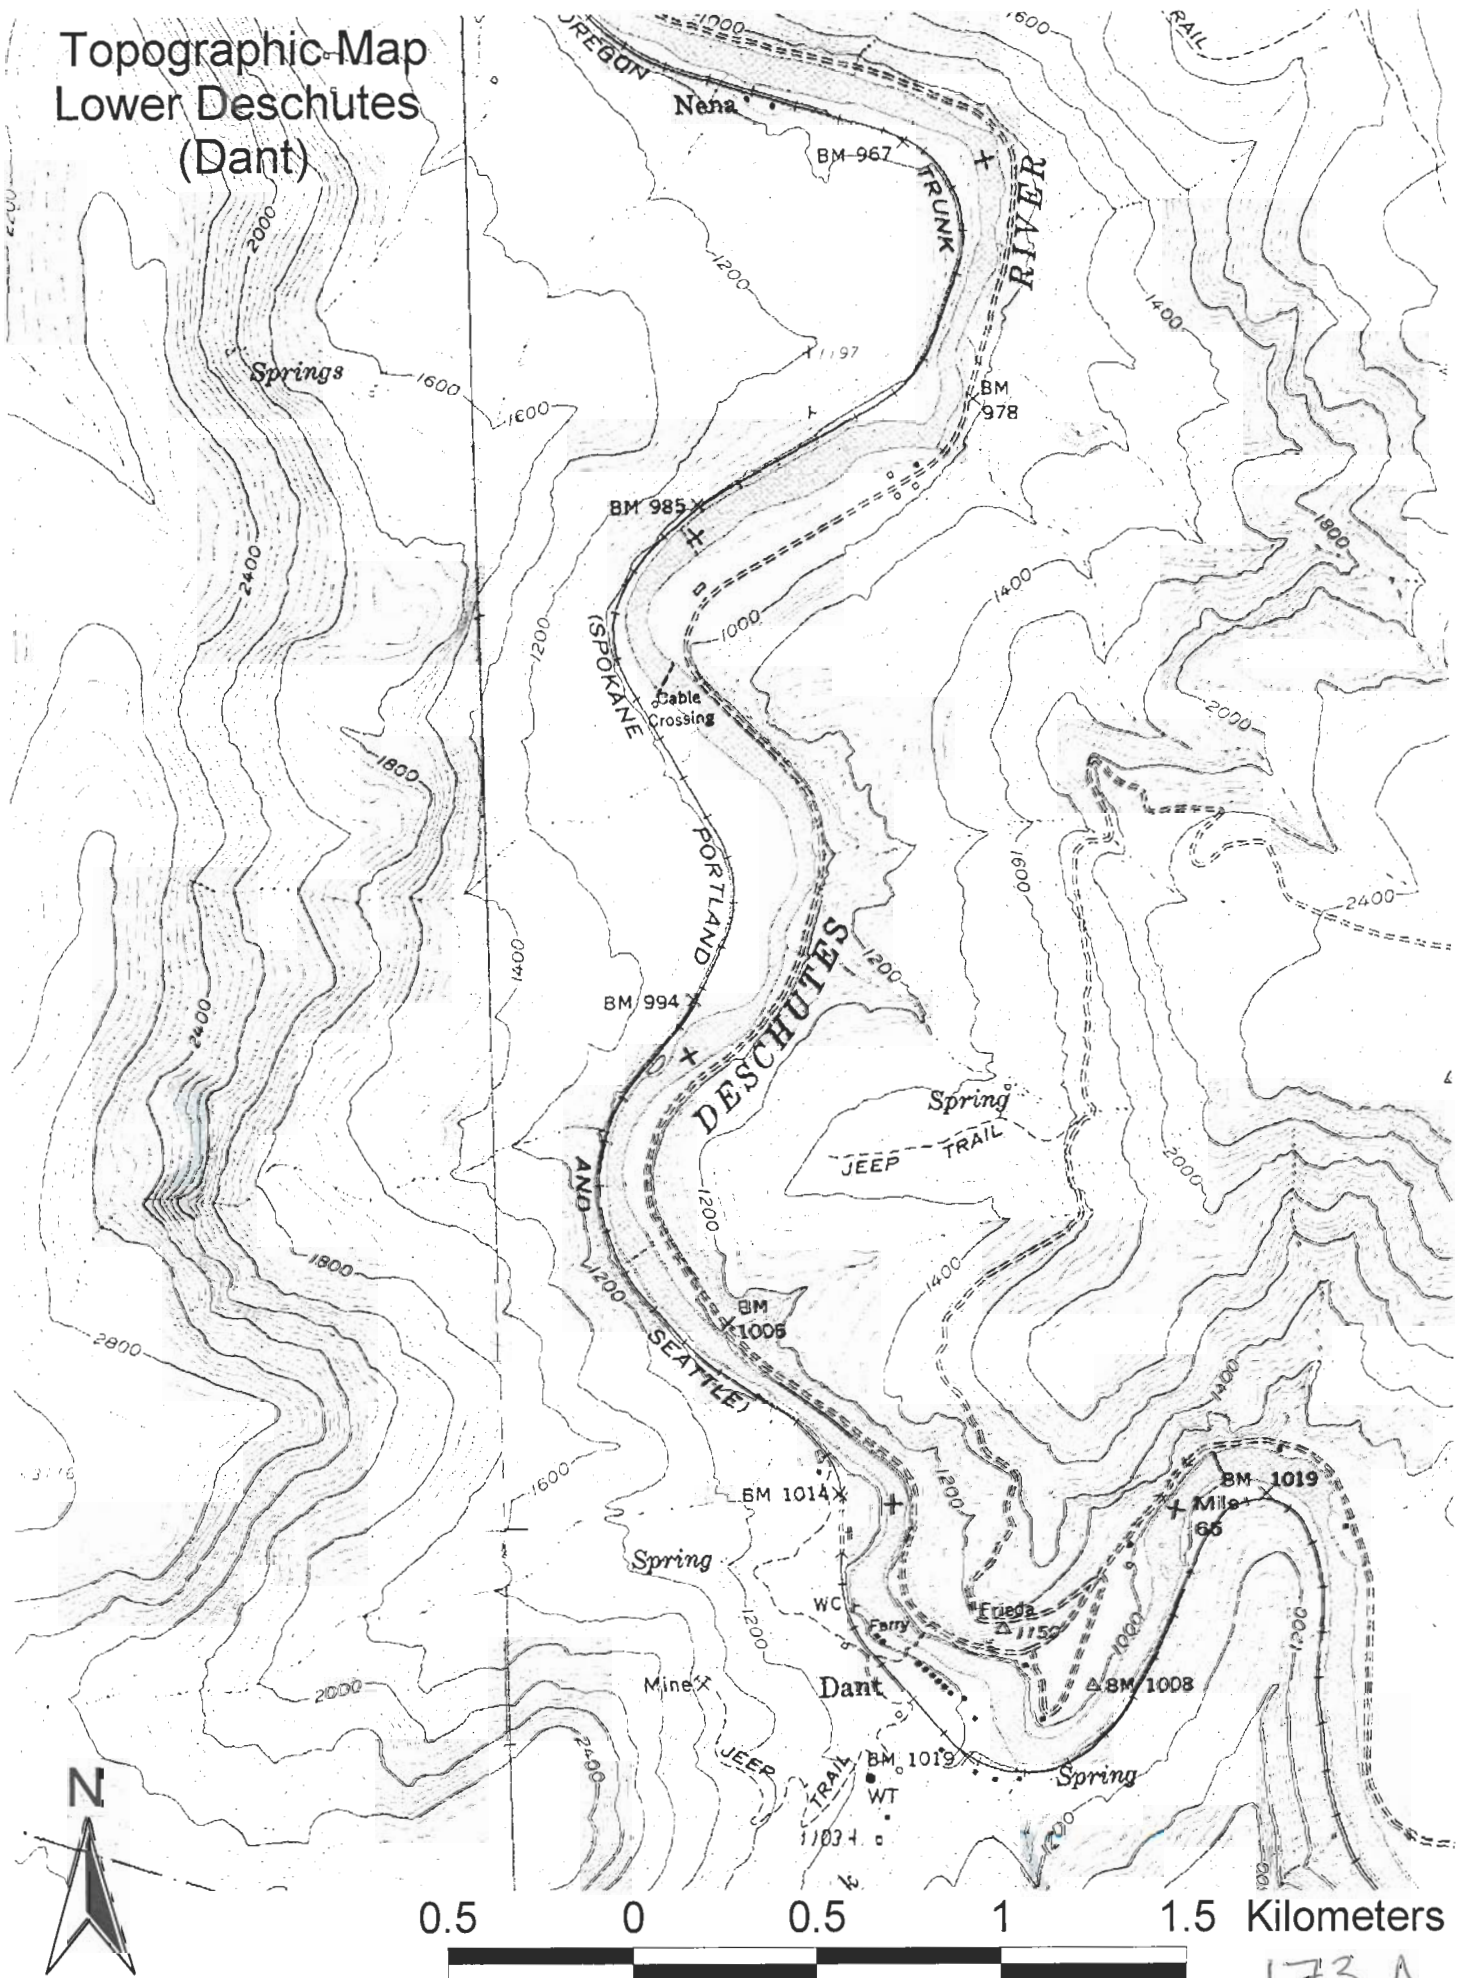 Topographic Map
Lower Deschutes
(Dant)
1000
1600
RAIL
OREGON
Nena
BM 967
TRUNK
RIVER
2200
2000
1200
1400
1197
Springs
1600
1600
BM
978
BM 985
1800
2400
1400
1200
1000
(SPOKANE
Cable
Crossing
2000
1800
PORTLAND
1600
2400
DESCHUTES
1200
1400
BM 994
2400
Spring
JEEP TRAIL
2000
AND
1200
1800
1400
1200
BM
1005
SEATTLE)
2800
1400
1600
1200
BM 1014
BM 1019
Mile
65
Spring
WC
Ferry
Frieda
1150
1200
1000
1200
Mine
Dant
BM 1008
2000
2400
JEEP
TRAIL
BM 1019
Spring
WT
1103
N
0.5 0 0.5 1 1.5 Kilometers
173 A